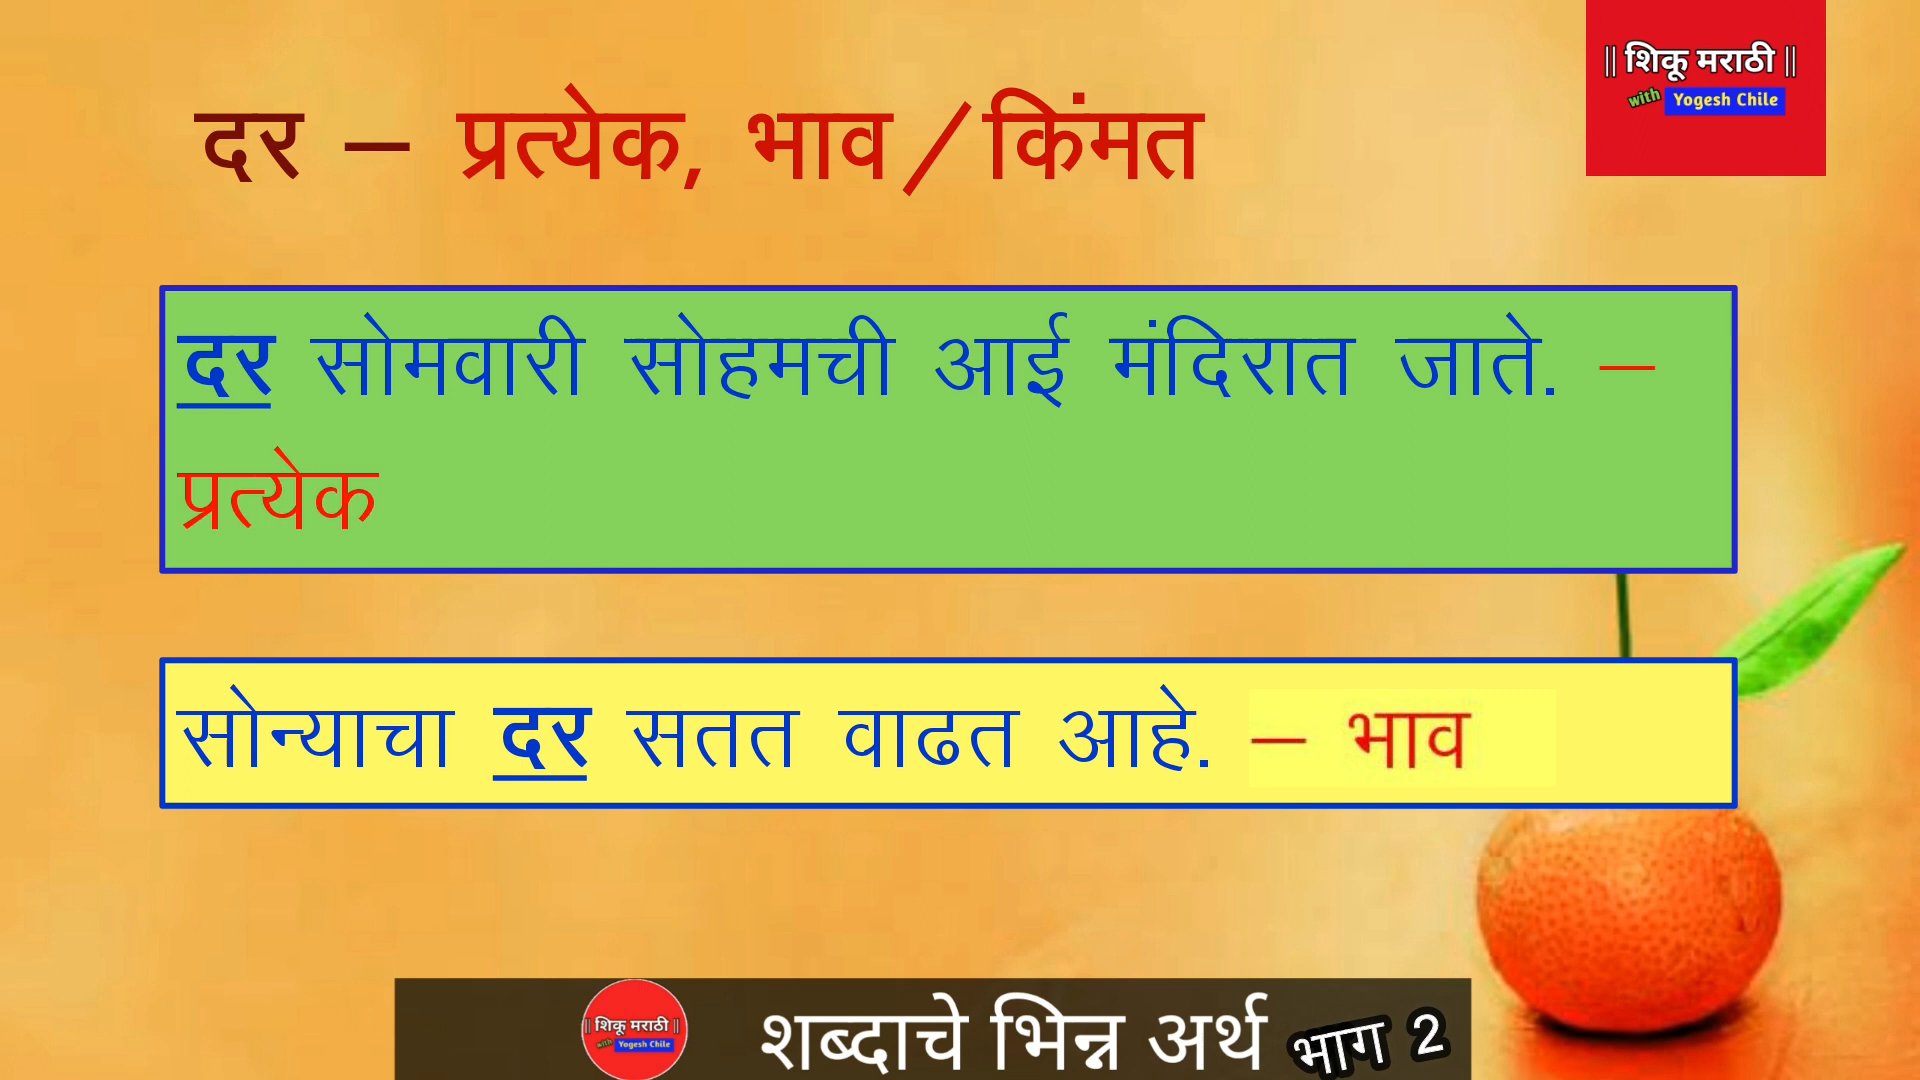 || शिकू मराठी ||
with Yogesh Chile
दर – प्रत्येक, भाव/किंमत
दर सोमवारी सोहमची आई मंदिरात जाते. –
प्रत्येक
सोन्याचा दर सतत वाढत आहे. – भाव
|| शिकू मराठी ||
with Yogesh Chile
शब्दाचे भिन्न अर्थ भाग 2